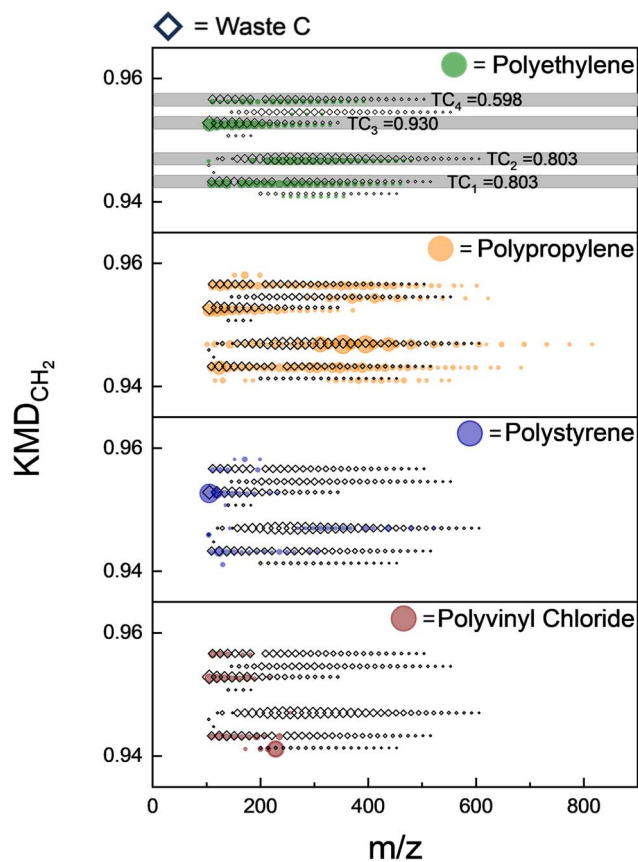 = Waste C
= Polyethylene
0.96
TC4 =0.598
TC3 =0.930
TC2 =0.803
TC1 =0.803
0.94
= Polypropylene
0.96
0.94
= Polystyrene
0.96
0.94
= Polyvinyl Chloride
0.96
0.94
KMDCH2
0 200 400 600 800
m/z